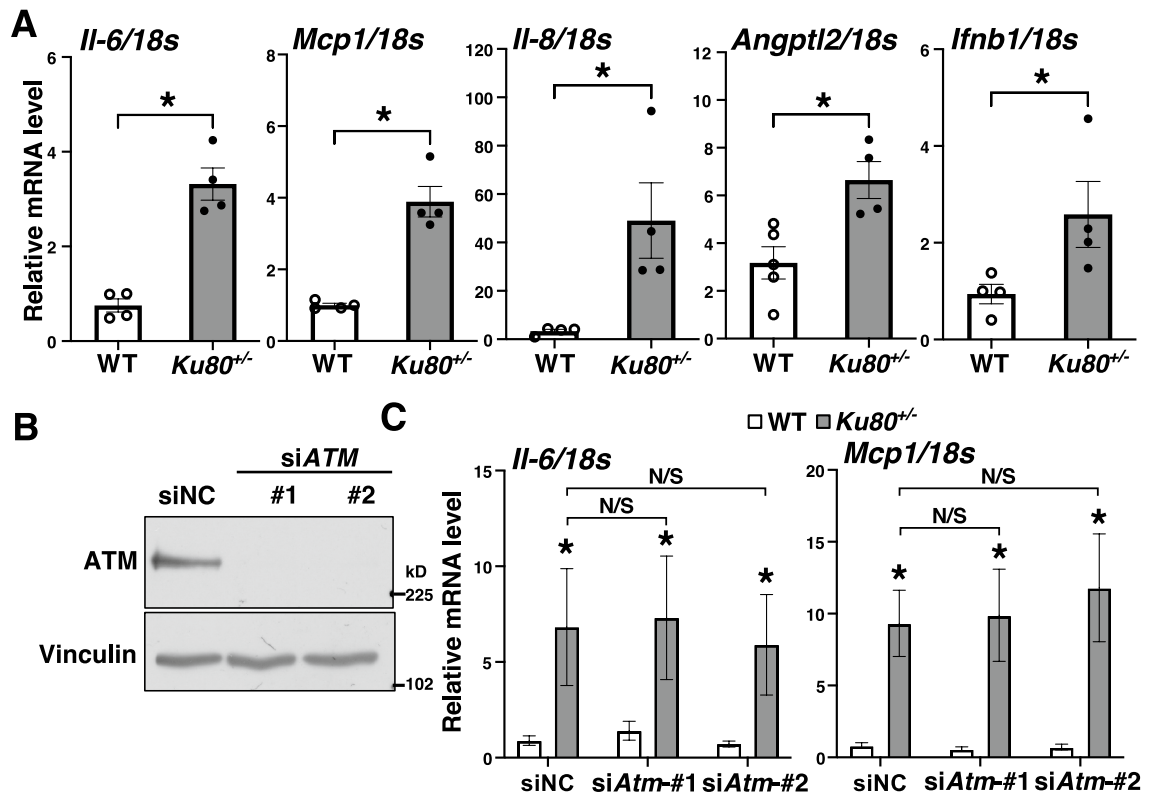 A
Il-6/18s
Mcp1/18s
Il-8/18s
Angptl2/18s
Ifnb1/18s
Relative mRNA level
6
4
2
0
8
6
4
2
0
120
100
80
60
40
20
0
12
10
8
6
4
2
0
6
4
2
0
*
*
*
*
*
WT Ku80+/-
WT Ku80+/-
WT Ku80+/-
WT Ku80+/-
WT Ku80+/-
B
siATM
siNC #1 #2
ATM
kD
225
Vinculin
102
C
WT Ku80+/-
Il-6/18s
Relative mRNA level
15
10
5
0
N/S
N/S
* * *
siNC siAtm-#1 siAtm-#2
Mcp1/18s
20
15
10
5
0
N/S
N/S
* * *
siNC siAtm-#1 siAtm-#2